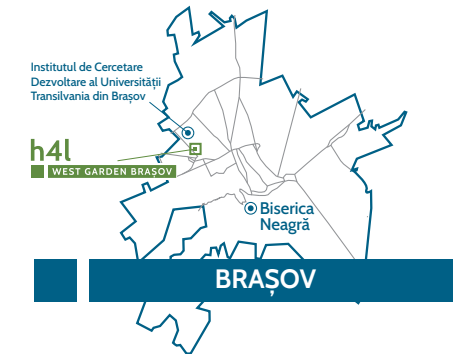 Institutul de Cercetare
Dezvoltare al Universității
Transilvania din Brașov
h4l
WEST GARDEN BRAȘOV
Biserica
Neagră
BRAȘOV